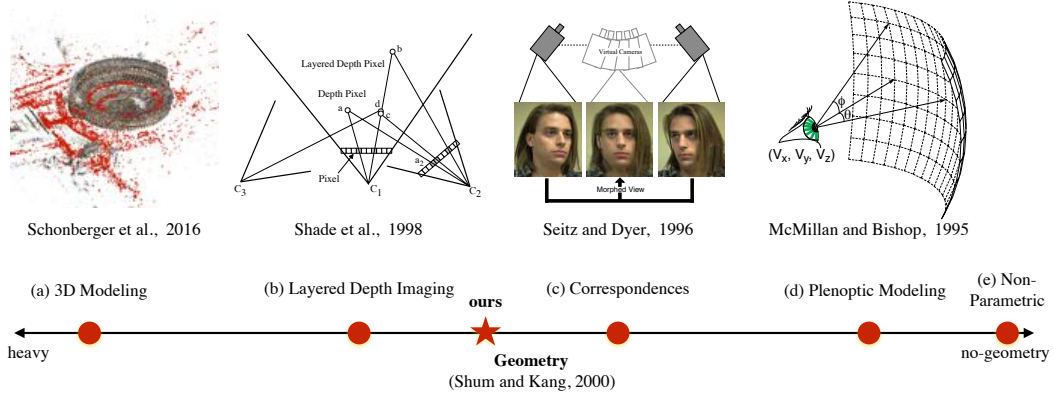 b
Layered Depth Pixel
Depth Pixel
a
d
c
a2
Pixel
C3
C1
C2
Virtual Cameras
Morphed View
ϕ
θ
(Vx, Vy, Vz)
Schonberger et al., 2016
Shade et al., 1998
Seitz and Dyer, 1996
McMillan and Bishop, 1995
(a) 3D Modeling
(b) Layered Depth Imaging
(c) Correspondences
(d) Plenoptic Modeling
(e) Non-
Parametric
ours
heavy
no-geometry
Geometry
(Shum and Kang, 2000)